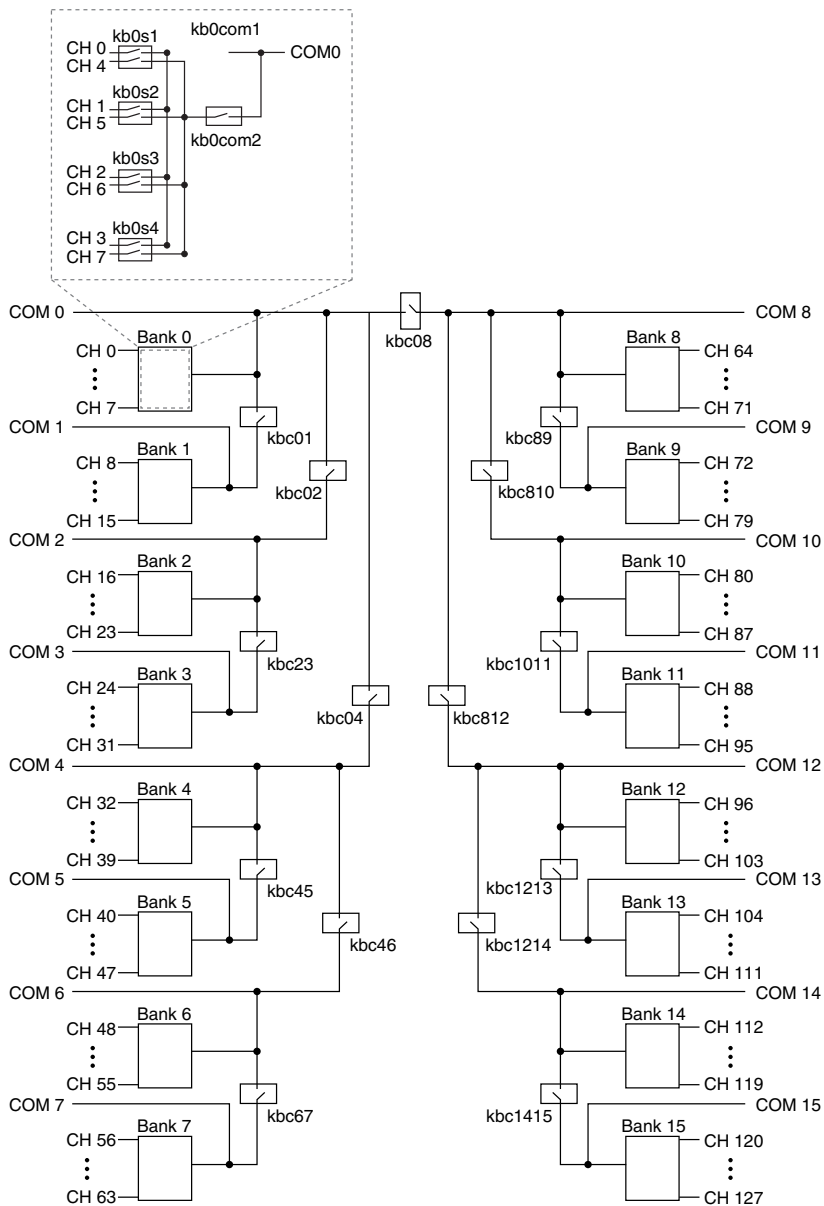 kb0s1
kb0com1
CH 0
CH 4
COM0
kb0s2
CH 1
CH 5
kb0com2
kb0s3
CH 2
CH 6
kb0s4
CH 3
CH 7
COM 0
COM 8
kbc08
Bank 0
CH 0
CH 7
Bank 8
CH 64
CH 71
COM 1
kbc01
kbc89
COM 9
Bank 1
CH 8
CH 15
kbc02
kbc810
Bank 9
CH 72
CH 79
COM 2
COM 10
Bank 2
CH 16
CH 23
Bank 10
CH 80
CH 87
COM 3
kbc23
kbc1011
COM 11
Bank 3
CH 24
CH 31
kbc04
kbc812
Bank 11
CH 88
CH 95
COM 4
COM 12
Bank 4
CH 32
CH 39
Bank 12
CH 96
CH 103
COM 5
kbc45
kbc1213
COM 13
Bank 5
CH 40
CH 47
kbc46
kbc1214
Bank 13
CH 104
CH 111
COM 6
COM 14
Bank 6
CH 48
CH 55
Bank 14
CH 112
CH 119
COM 7
kbc67
kbc1415
COM 15
Bank 7
CH 56
CH 63
Bank 15
CH 120
CH 127